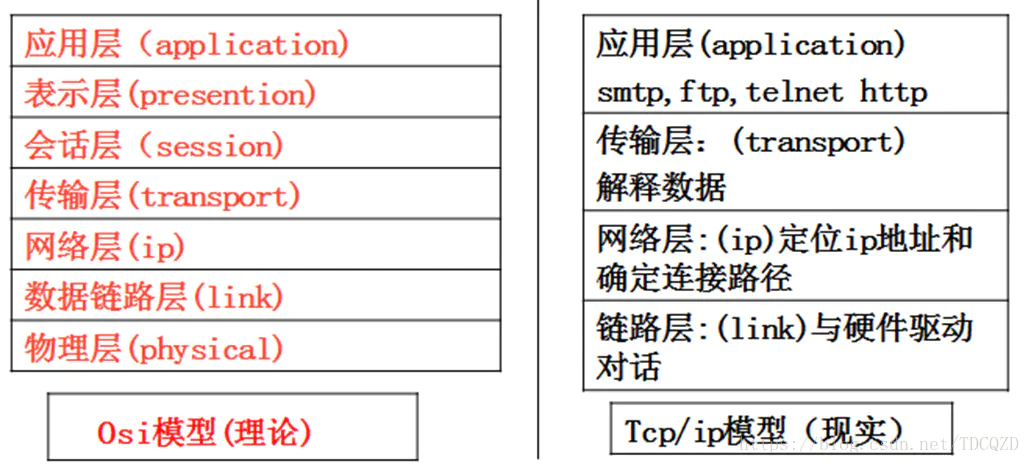 应用层（application)
表示层(presention)
会话层（session)
传输层(transport)
网络层(ip)
数据链路层(link)
物理层(physical)
Osi模型(理论)
应用层(application)
smtp,ftp,telnet http
传输层：(transport)
解释数据
网络层:(ip)定位ip地址和
确定连接路径
链路层:(link)与硬件驱动
对话
Tcp/ip模型（现实）
https://blog.csdn.net/TDCQZD